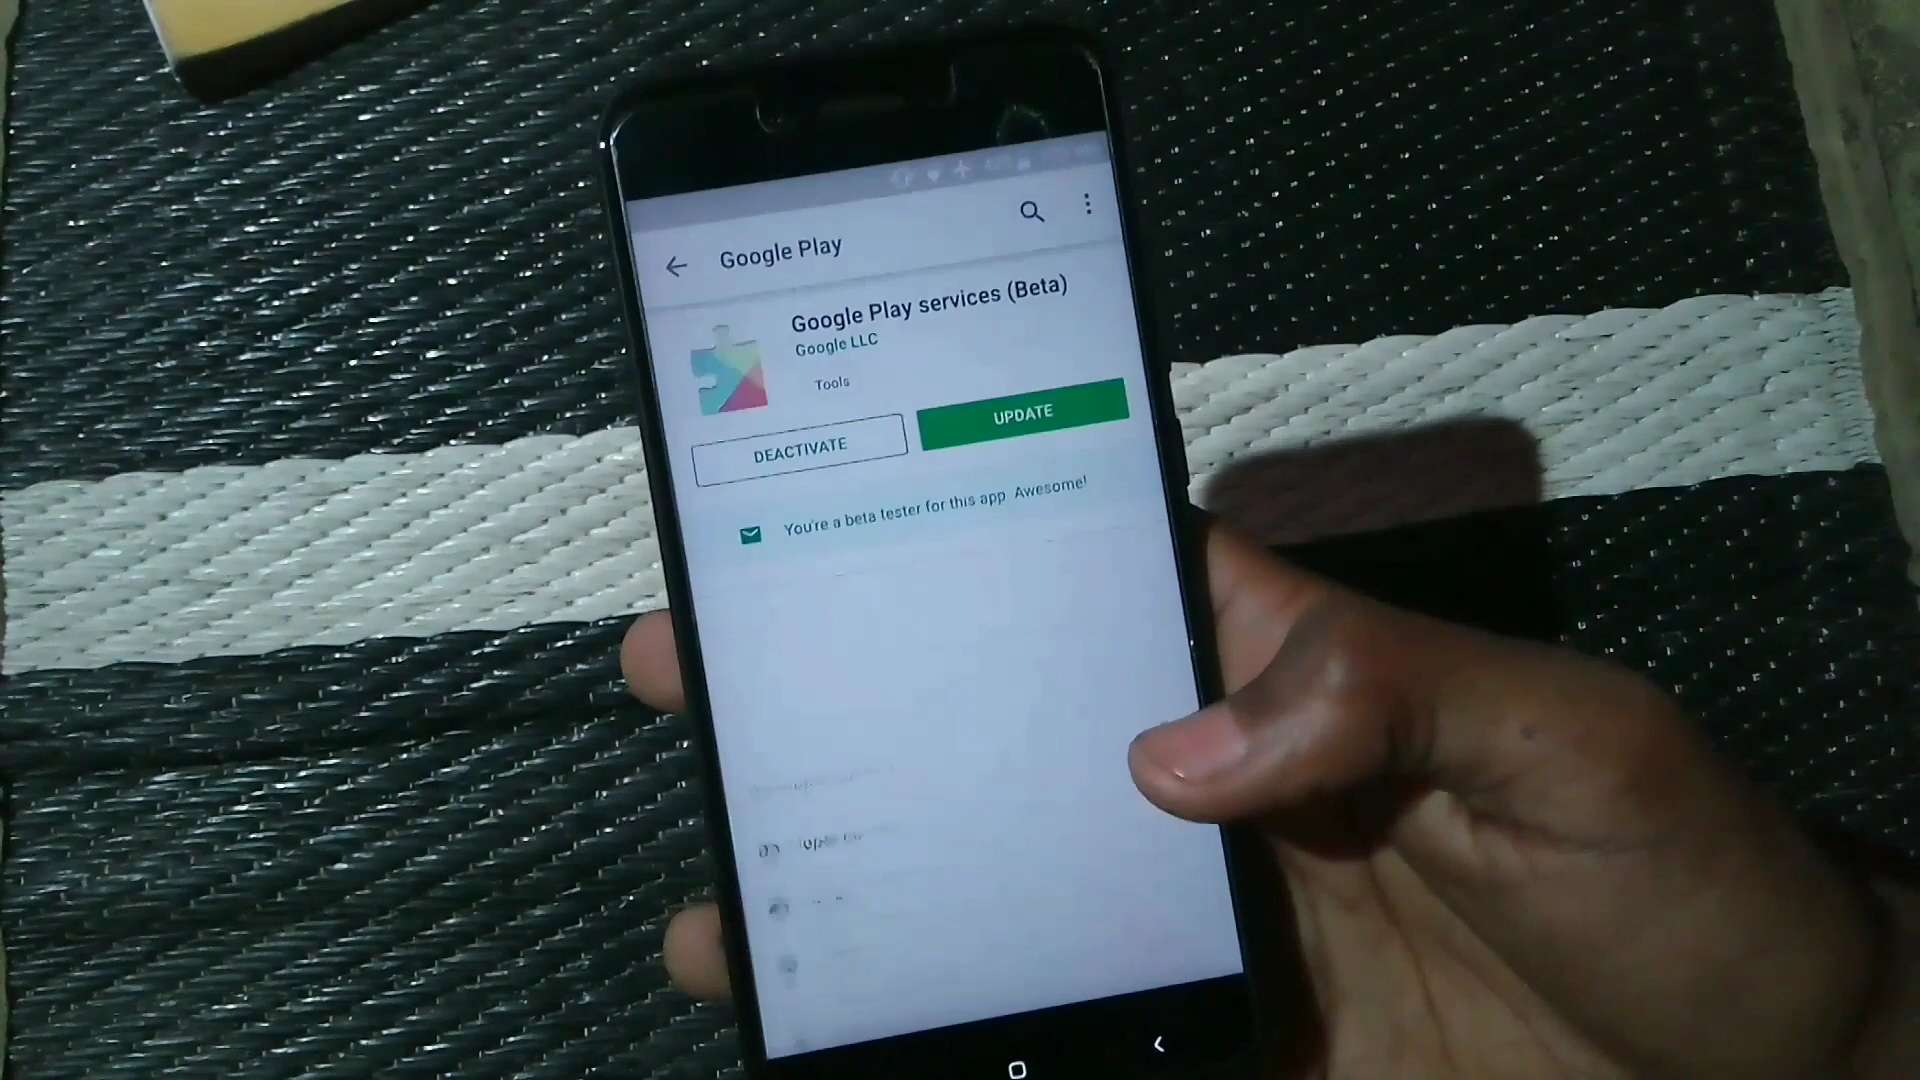 Google Play
Google Play services (Beta)
Google LLC
Tools
DEACTIVATE
UPDATE
You're a beta tester for this app Awesome!